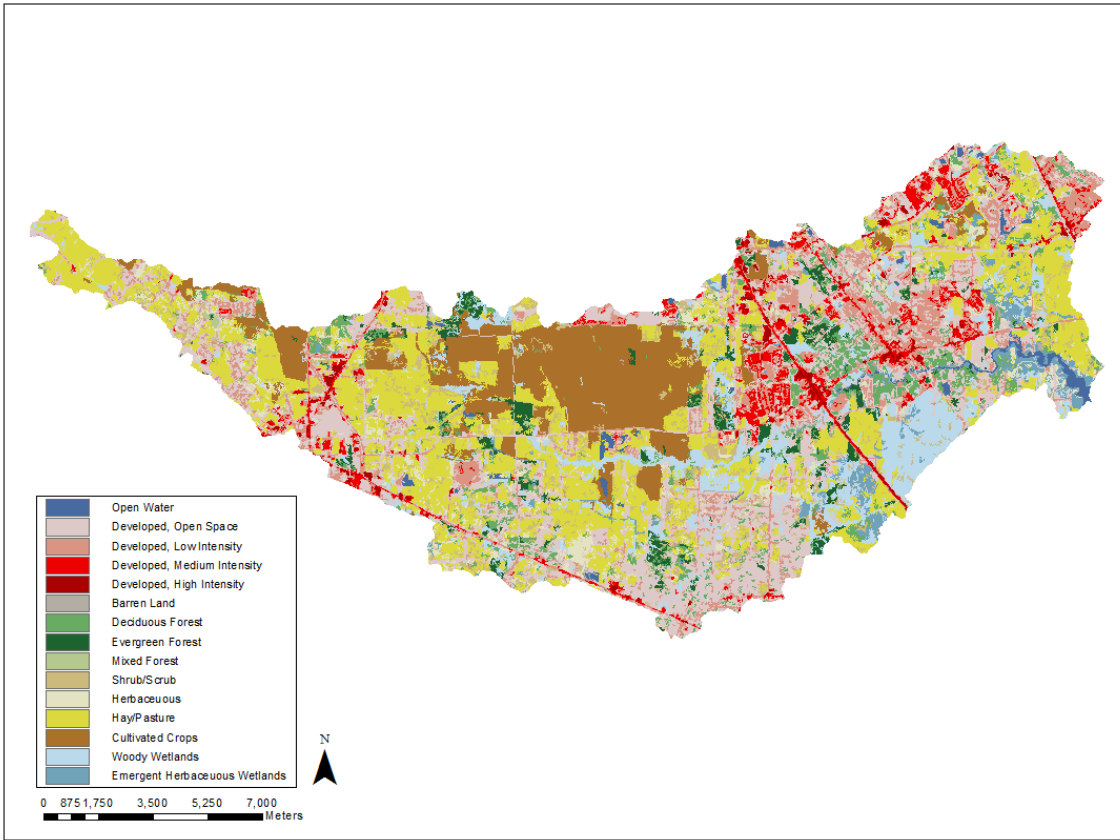 Open Water
Developed, Open Space
Developed, Low Intensity
Developed, Medium Intensity
Developed, High Intensity
Barren Land
Deciduous Forest
Evergreen Forest
Mixed Forest
Shrub/Scrub
Herbaceous
Hay/Pasture
Cultivated Crops
Woody Wetlands
Emergent Herbaceuous Wetlands
N
0 875 1,750 3,500 5,250 7,000
Meters